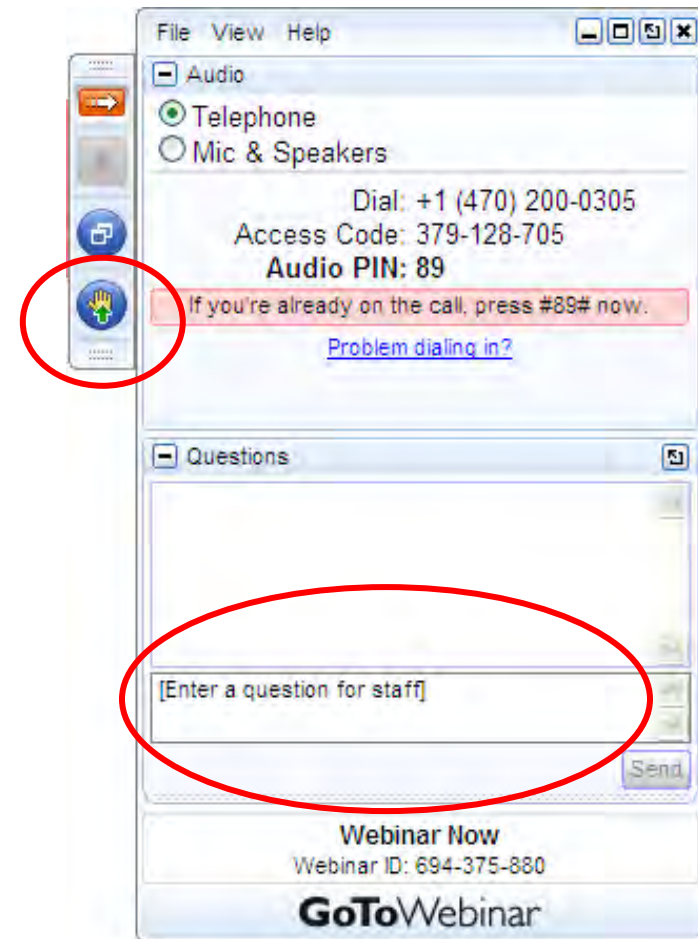 File View Help
Audio
Telephone
Mic & Speakers
Dial: +1 (470) 200-0305
Access Code: 379-128-705
Audio PIN: 89
If you're already on the call, press #89# now.
Problem dialing in?
Questions
[Enter a question for staff]
Send
Webinar Now
Webinar ID: 694-375-880
GoToWebinar